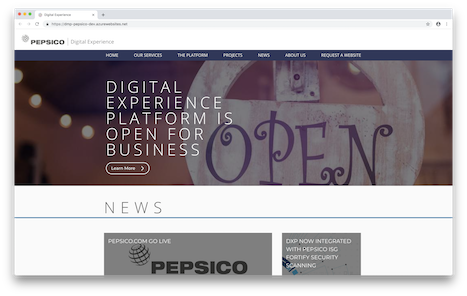 Digital Experience
https://dxp-pepsico-dev.azurewebsites.net
PEPSICO | Digital Experience
HOME OUR SERVICES THE PLATFORM PROJECTS NEWS ABOUT US REQUEST A WEBSITE
DIGITAL
EXPERIENCE
PLATFORM IS
OPEN FOR
BUSINESS
OPEN
Learn More
NEWS
PEPSICO.COM GO LIVE
PEPSICO
DXP NOW INTEGRATED
WITH PEPSICO ISG
FORTIFY SECURITY
SCANNING